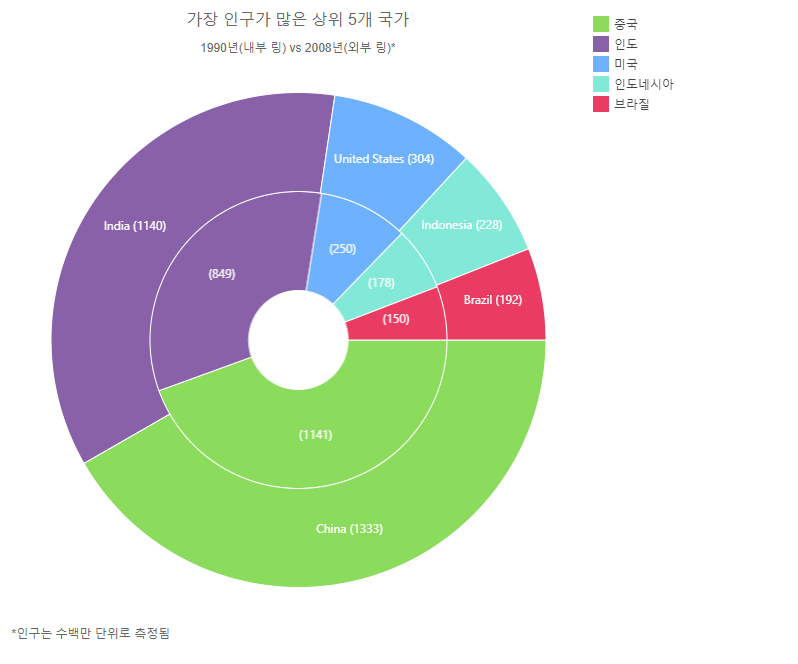 가장 인구가 많은 상위 5개 국가
1990년(내부 링) vs 2008년(외부 링)*
중국
인도
미국
인도네시아
브라질
United States (304)
India (1140)
Indonesia (228)
(250)
(849)
(178)
Brazil (192)
(150)
(1141)
China (1333)
*인구는 수백만 단위로 측정됨